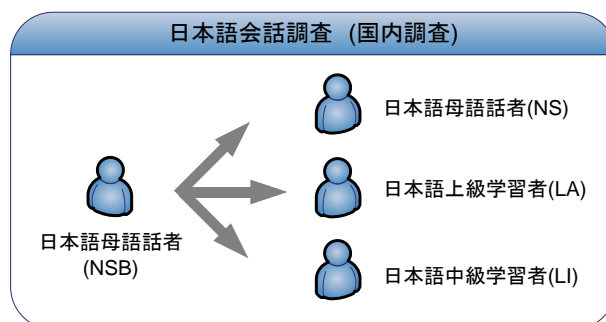 日本語会話調査 (国内調査)
日本語母語話者(NS)
日本語上級学習者(LA)
日本語母語話者
(NSB)
日本語中級学習者(LI)